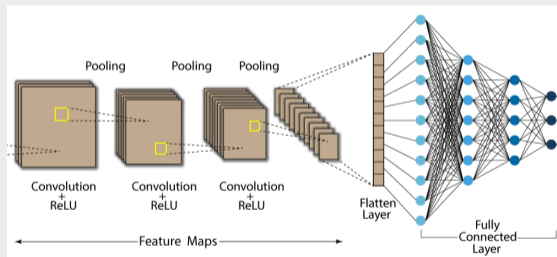 Pooling
Pooling
Pooling
Convolution
+
ReLU
Convolution
+
ReLU
Convolution
+
ReLU
Flatten
Layer
Feature Maps
Fully
Connected
Layer